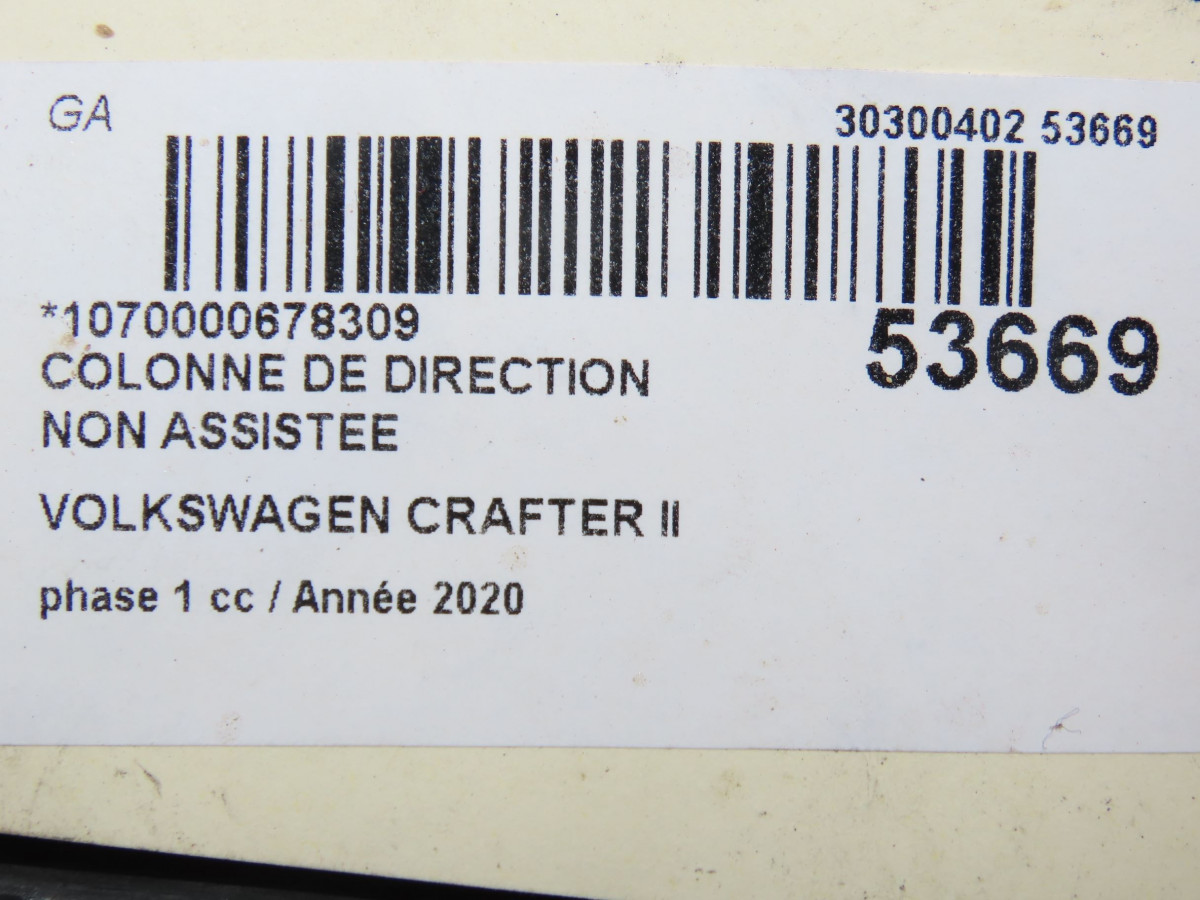 GA
30300402 53669
*1070000678309
53669
COLONNE DE DIRECTION
NON ASSISTEE
VOLKSWAGEN CRAFTER II
phase 1 cc / Année 2020